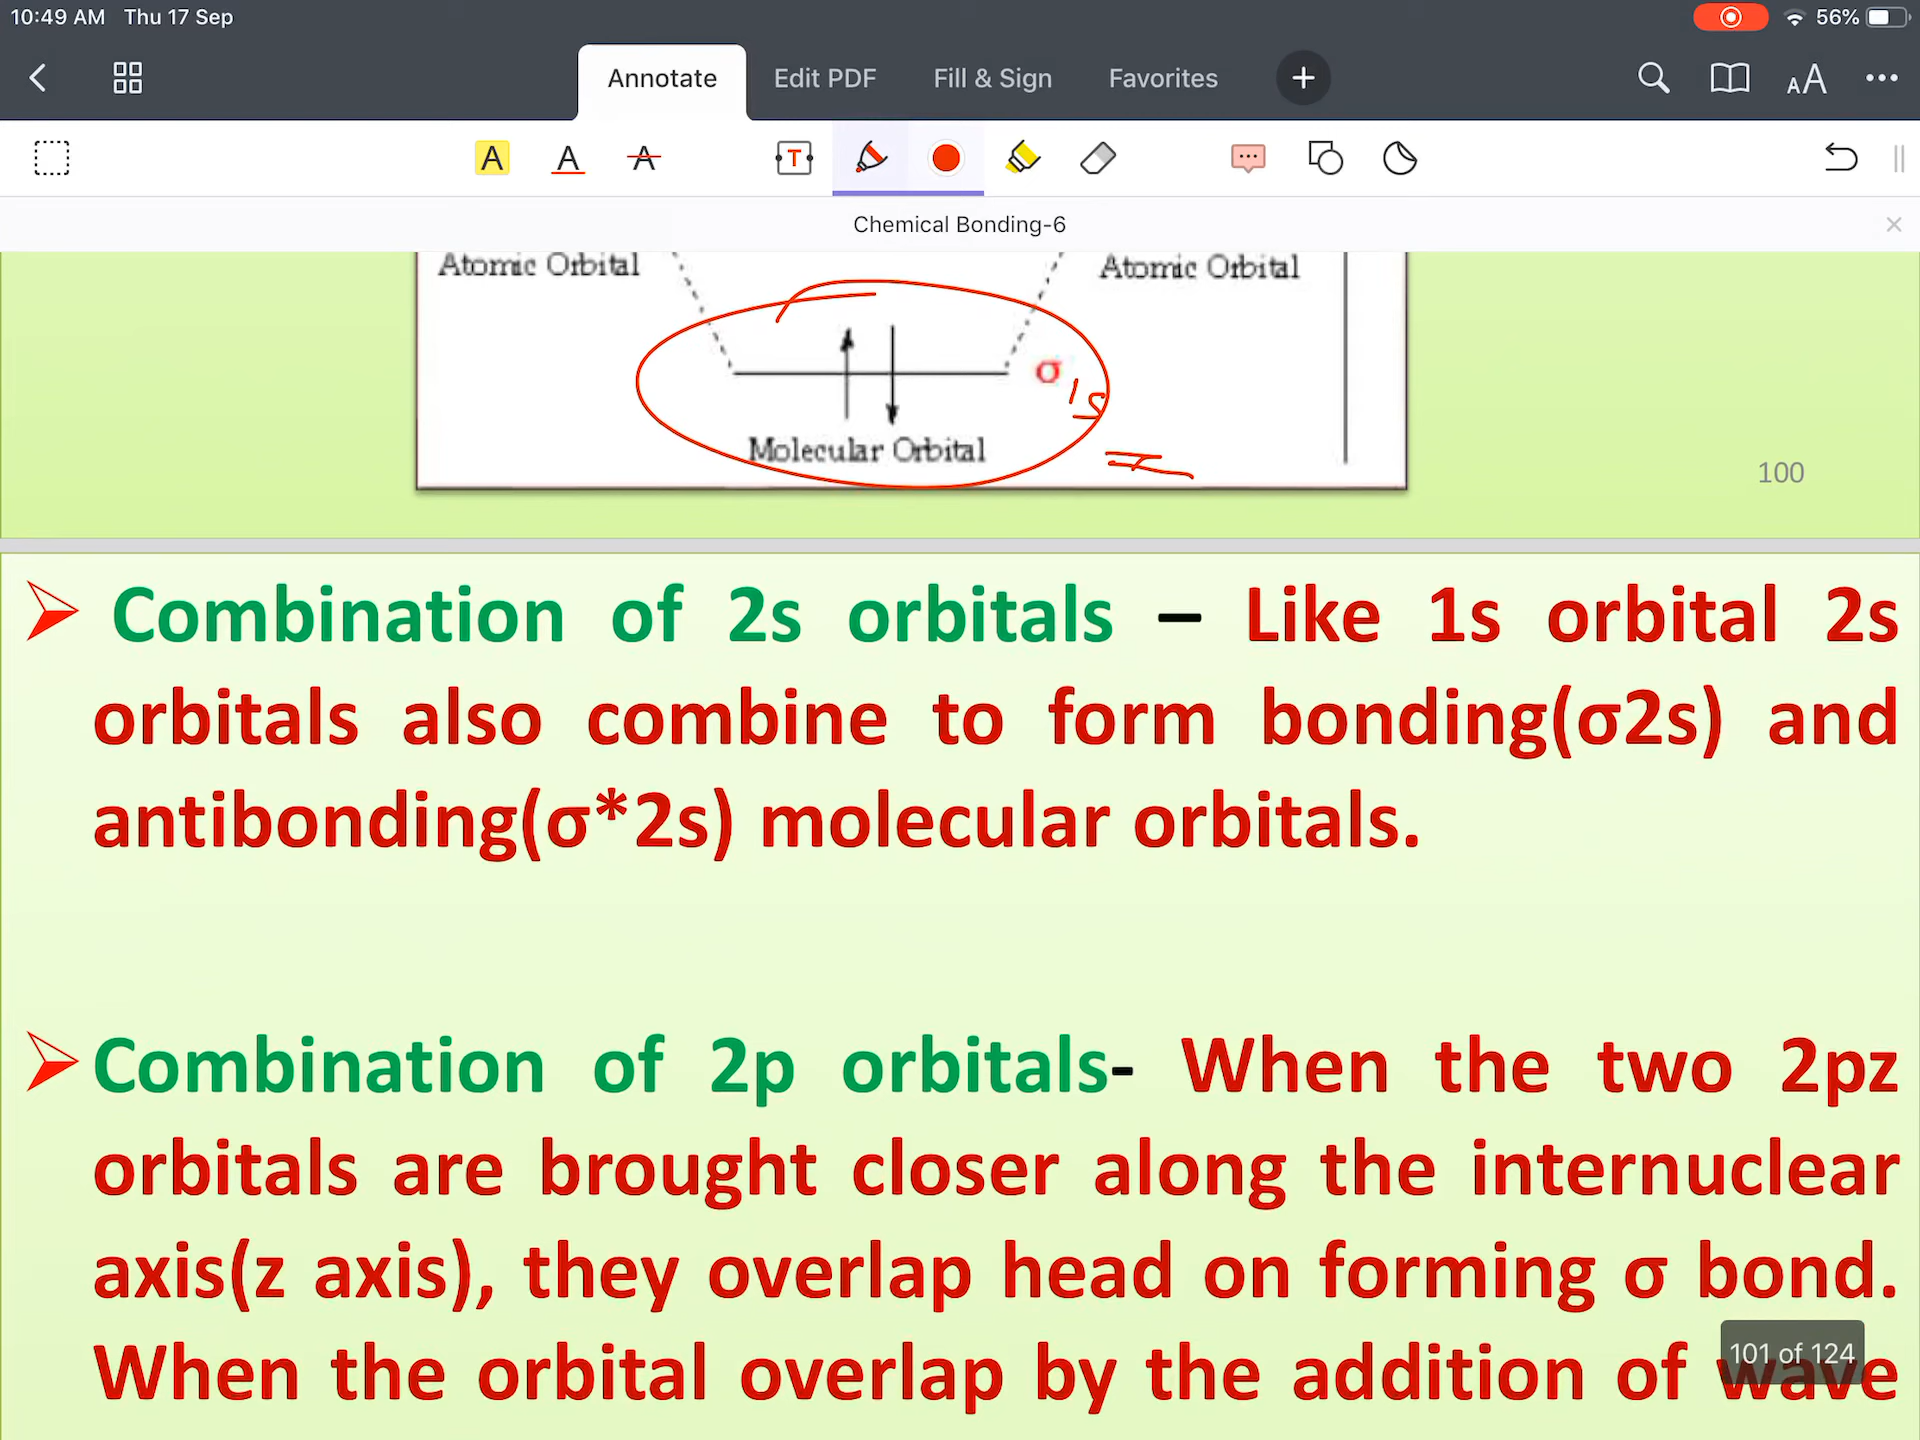 10:49 AM Thu 17 Sep
56%
Annotate Edit PDF Fill & Sign Favorites
A A A T AA
Chemical Bonding-6
Atomic Orbital Atomic Orbital
σ 1s
Molecular Orbital
100
Combination of 2s orbitals – Like 1s orbital 2s
orbitals also combine to form bonding(σ2s) and
antibonding(σ*2s) molecular orbitals.
Combination of 2p orbitals- When the two 2pz
orbitals are brought closer along the internuclear
axis(z axis), they overlap head on forming σ bond.
When the orbital overlap by the addition of wave
101 of 124